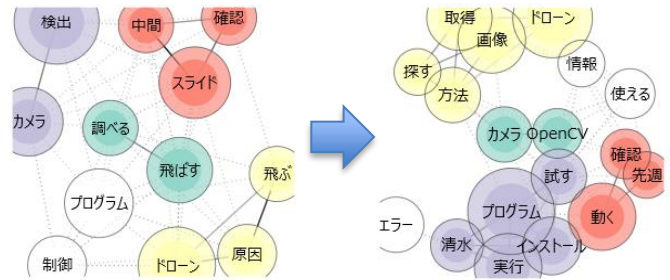 検出
中間
確認
スライド
カメラ
調べる
飛ばす
飛ぶ
プログラム
制御
ドローン
原因
取得
ドローン
画像
探す
方法
情報
使える
カメラ
OpenCV
確認
先週
試す
プログラム
動く
エラー
清水
インストール
実行